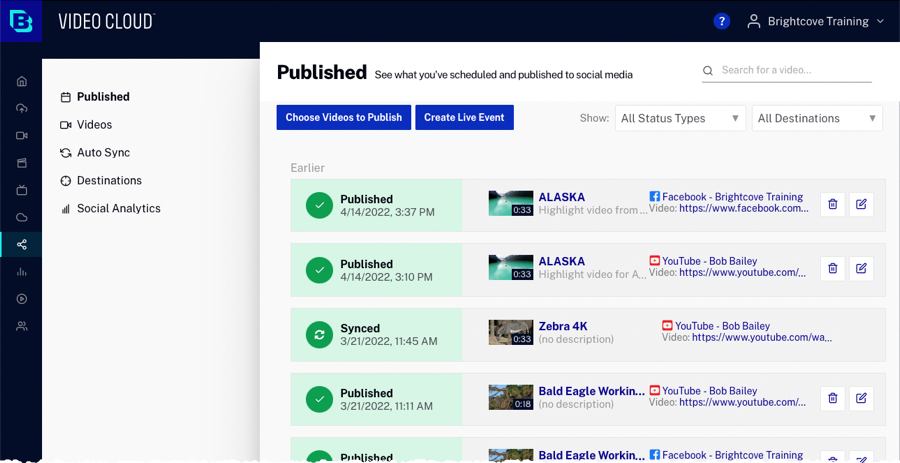 VIDEO CLOUD
?
Brightcove Training
Published
Videos
Auto Sync
Destinations
Social Analytics
Published See what you've scheduled and published to social media
Search for a video...
Choose Videos to Publish
Create Live Event
Show:
All Status Types
All Destinations
Earlier
Published
4/14/2022, 3:37 PM
0:33
ALASKA
Highlight video from ...
Facebook - Brightcove Training
Video: https://www.facebook.com...
Published
4/14/2022, 3:10 PM
0:33
ALASKA
Highlight video for A...
YouTube - Bob Bailey
Video: https://www.youtube.com/...
Synced
3/21/2022, 11:45 AM
0:33
Zebra 4K
(no description)
YouTube - Bob Bailey
Video: https://www.youtube.com/wa...
Published
3/21/2022, 11:11 AM
0:18
Bald Eagle Workin...
(no description)
YouTube - Bob Bailey
Video: https://www.youtube.com/...
Published
Bald Eagle Workin...
Facebook - Brightcove Training